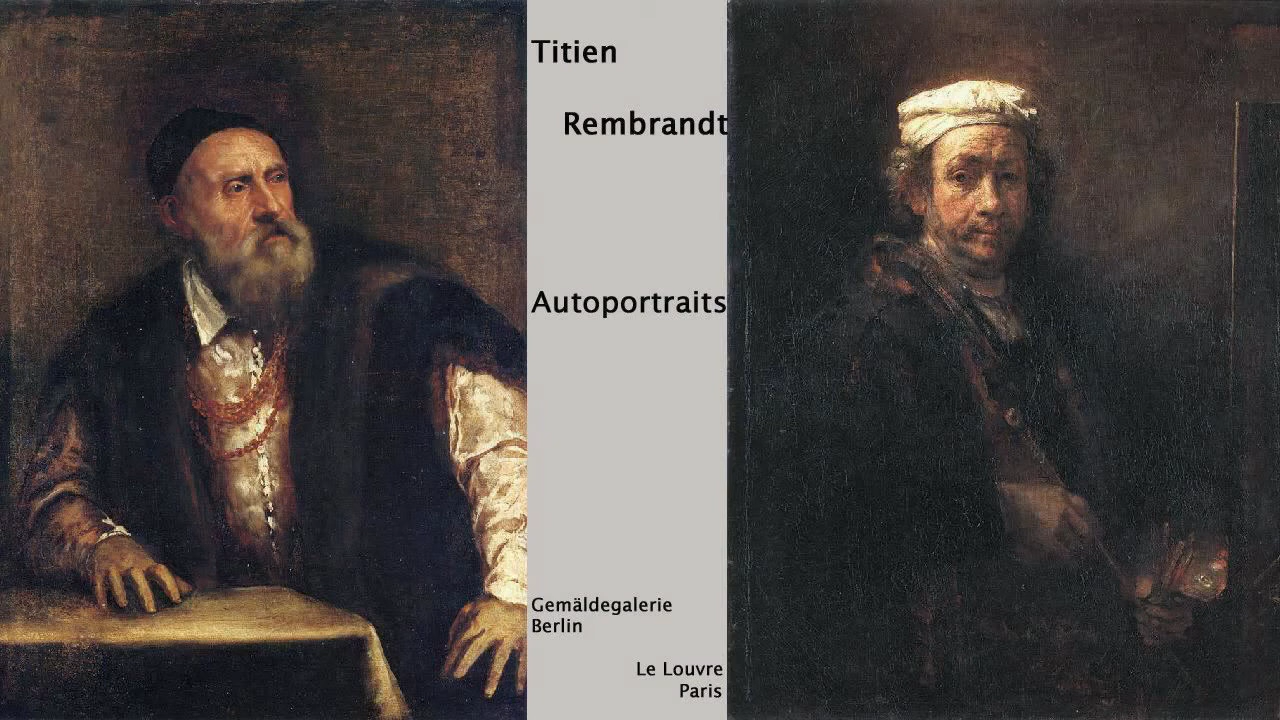 Titien
Rembrandt
Autoportraits
Gemäldegalerie
Berlin
Le Louvre
Paris